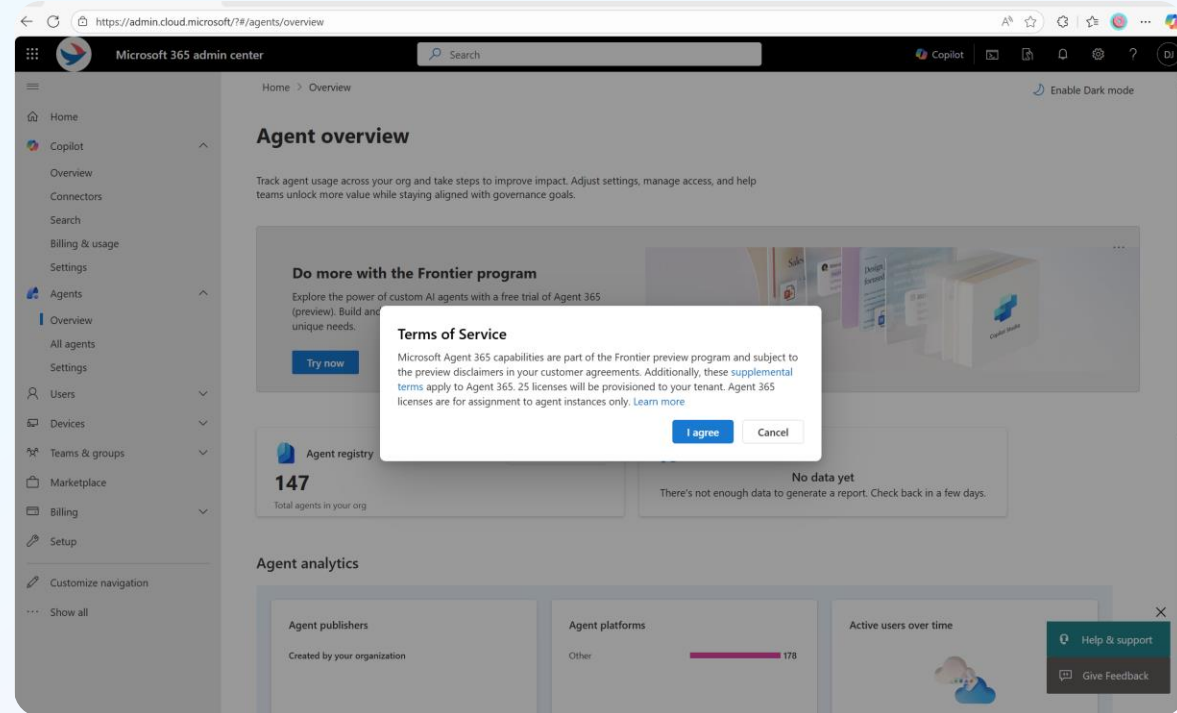 https://admin.cloud.microsoft/?#/agents/overview
Microsoft 365 admin center
Search
Copilot
DJ
Home > Overview
Enable Dark mode
Home
Copilot
Overview
Connectors
Search
Billing & usage
Settings
Agents
Overview
All agents
Settings
Users
Devices
Teams & groups
Marketplace
Billing
Setup
Customize navigation
Show all
Agent overview
Track agent usage across your org and take steps to improve impact. Adjust settings, manage access, and help
teams unlock more value while staying aligned with governance goals.
Do more with the Frontier program
Explore the power of custom AI agents with a free trial of Agent 365
(preview). Build and
unique needs.
Try now
Sales
Design
Copilot Studio
Terms of Service
Microsoft Agent 365 capabilities are part of the Frontier preview program and subject to
the preview disclaimers in your customer agreements. Additionally, these supplemental
terms apply to Agent 365. 25 licenses will be provisioned to your tenant. Agent 365
licenses are for assignment to agent instances only. Learn more
I agree
Cancel
Agent registry
147
Total agents in your org
No data yet
There's not enough data to generate a report. Check back in a few days.
Agent analytics
Agent publishers
Created by your organization
Agent platforms
Other
178
Active users over time
Help & support
Give Feedback